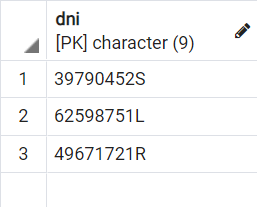 dni
[PK] character (9)
1 39790452S
2 62598751L
3 49671721R